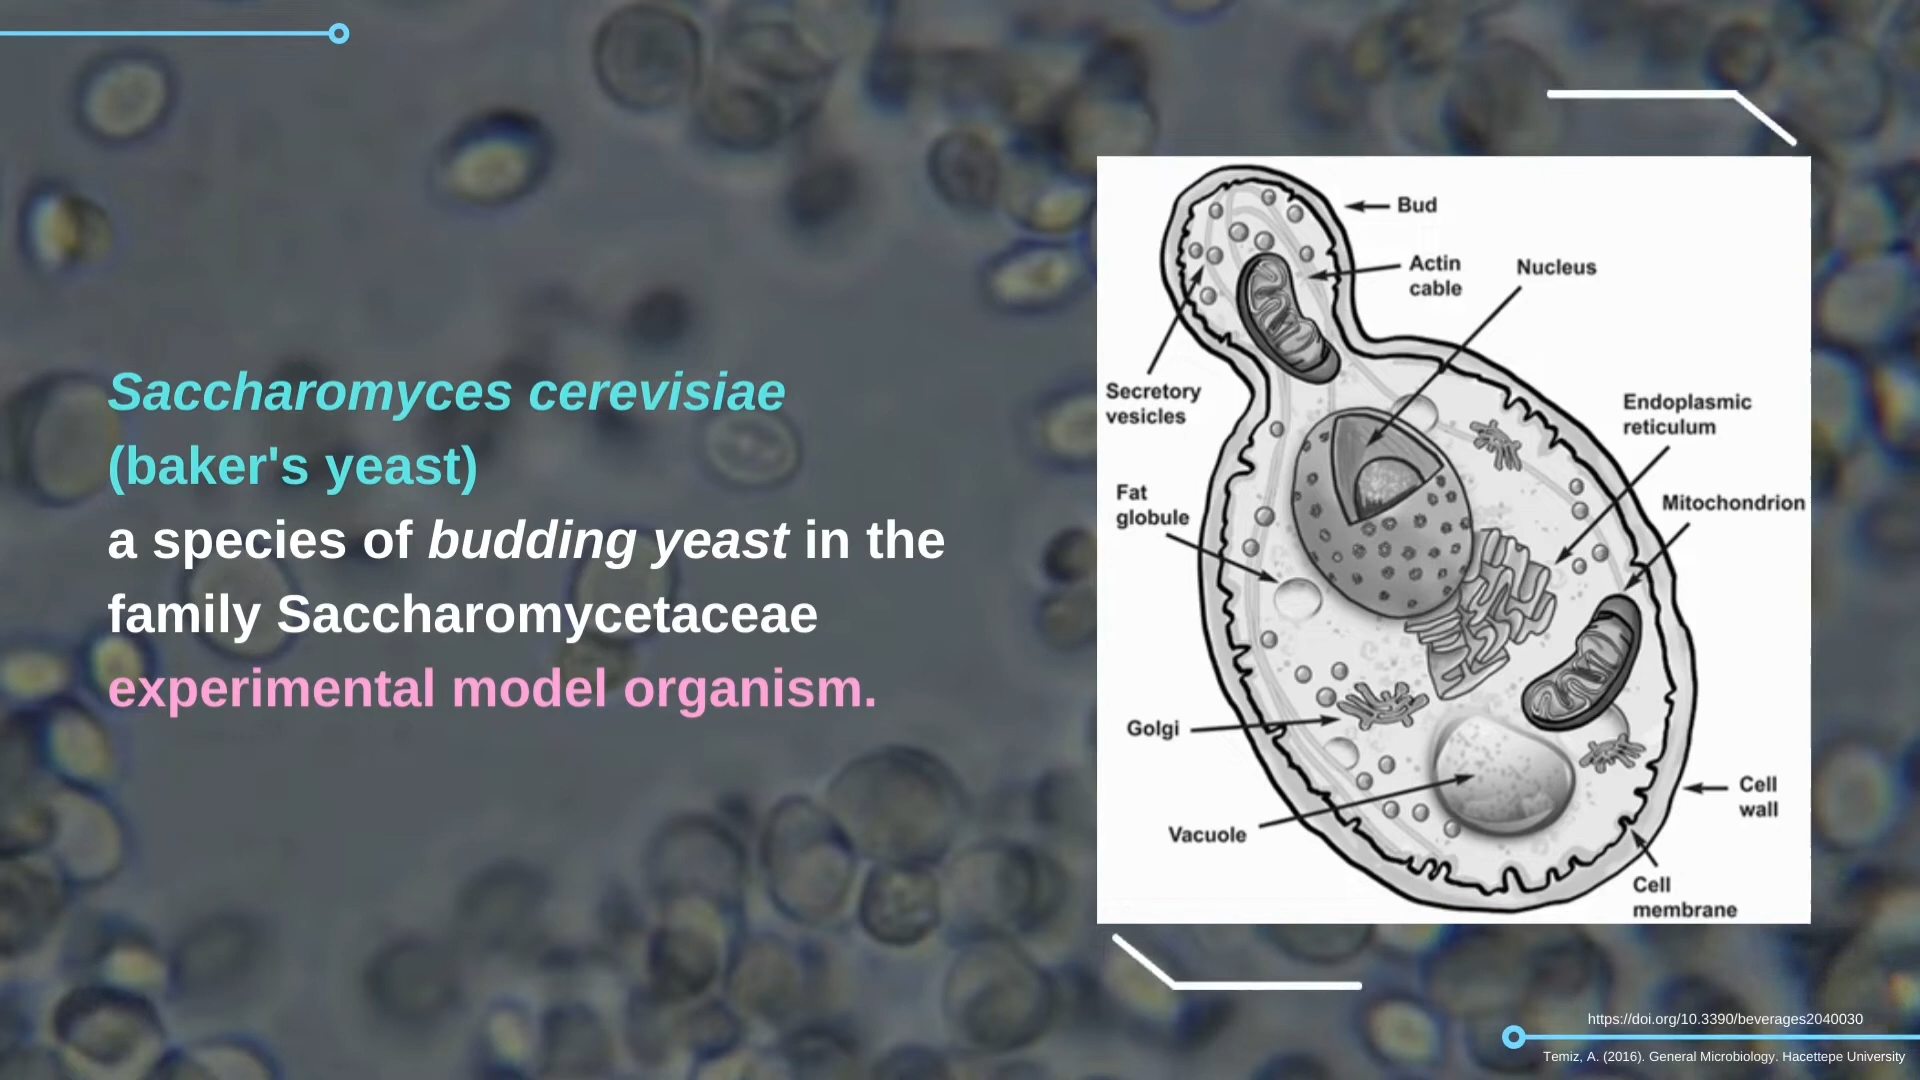 Saccharomyces cerevisiae
(baker's yeast)
a species of budding yeast in the
family Saccharomycetaceae
experimental model organism.
Bud
Actin
cable
Nucleus
Secretory
vesicles
Endoplasmic
reticulum
Fat
globule
Mitochondrion
Golgi
Cell
wall
Vacuole
Cell
membrane
https://doi.org/10.3390/beverages2040030
Temiz, A. (2016). General Microbiology. Hacettepe University